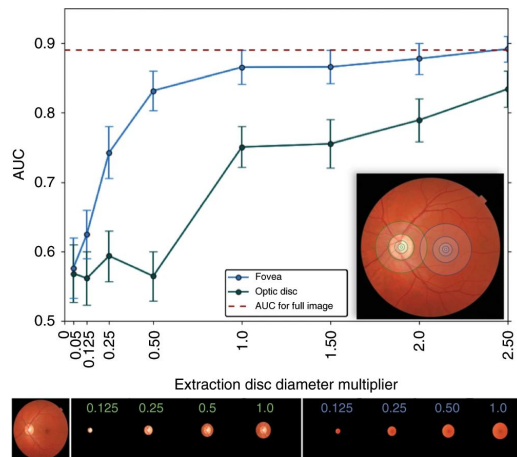 0.9
0.8
0.7
0.6
0.5
AUC
Fovea
Optic disc
AUC for full image
0
0.05
0.125
0.25
0.50
1.0
1.50
2.0
2.50
Extraction disc diameter multiplier
0.125 0.25 0.5 1.0 0.125 0.25 0.50 1.0